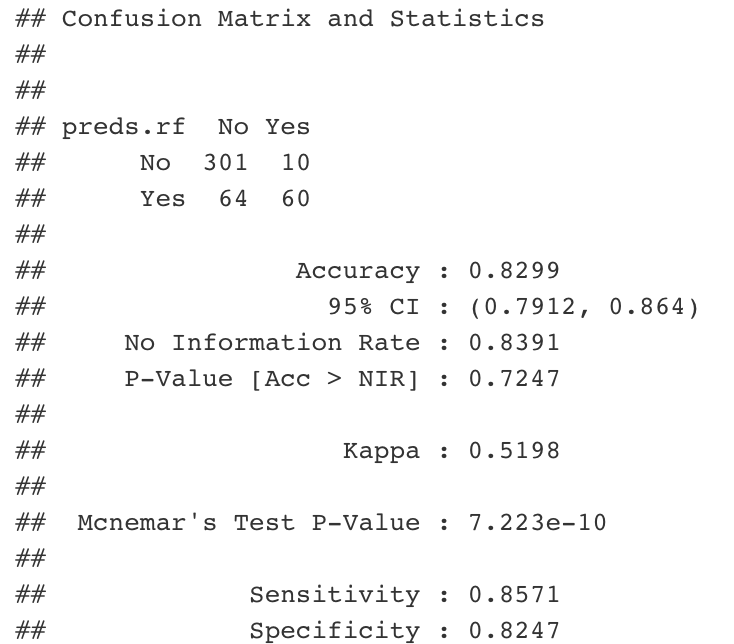 ## Confusion Matrix and Statistics
##
##
## preds.rf  No Yes
##      No  301  10
##      Yes  64  60
##
##                Accuracy : 0.8299
##                  95% CI : (0.7912, 0.864)
##     No Information Rate : 0.8391
##     P-Value [Acc > NIR] : 0.7247
##
##                   Kappa : 0.5198
##
##  Mcnemar's Test P-Value : 7.223e-10
##
##             Sensitivity : 0.8571
##             Specificity : 0.8247